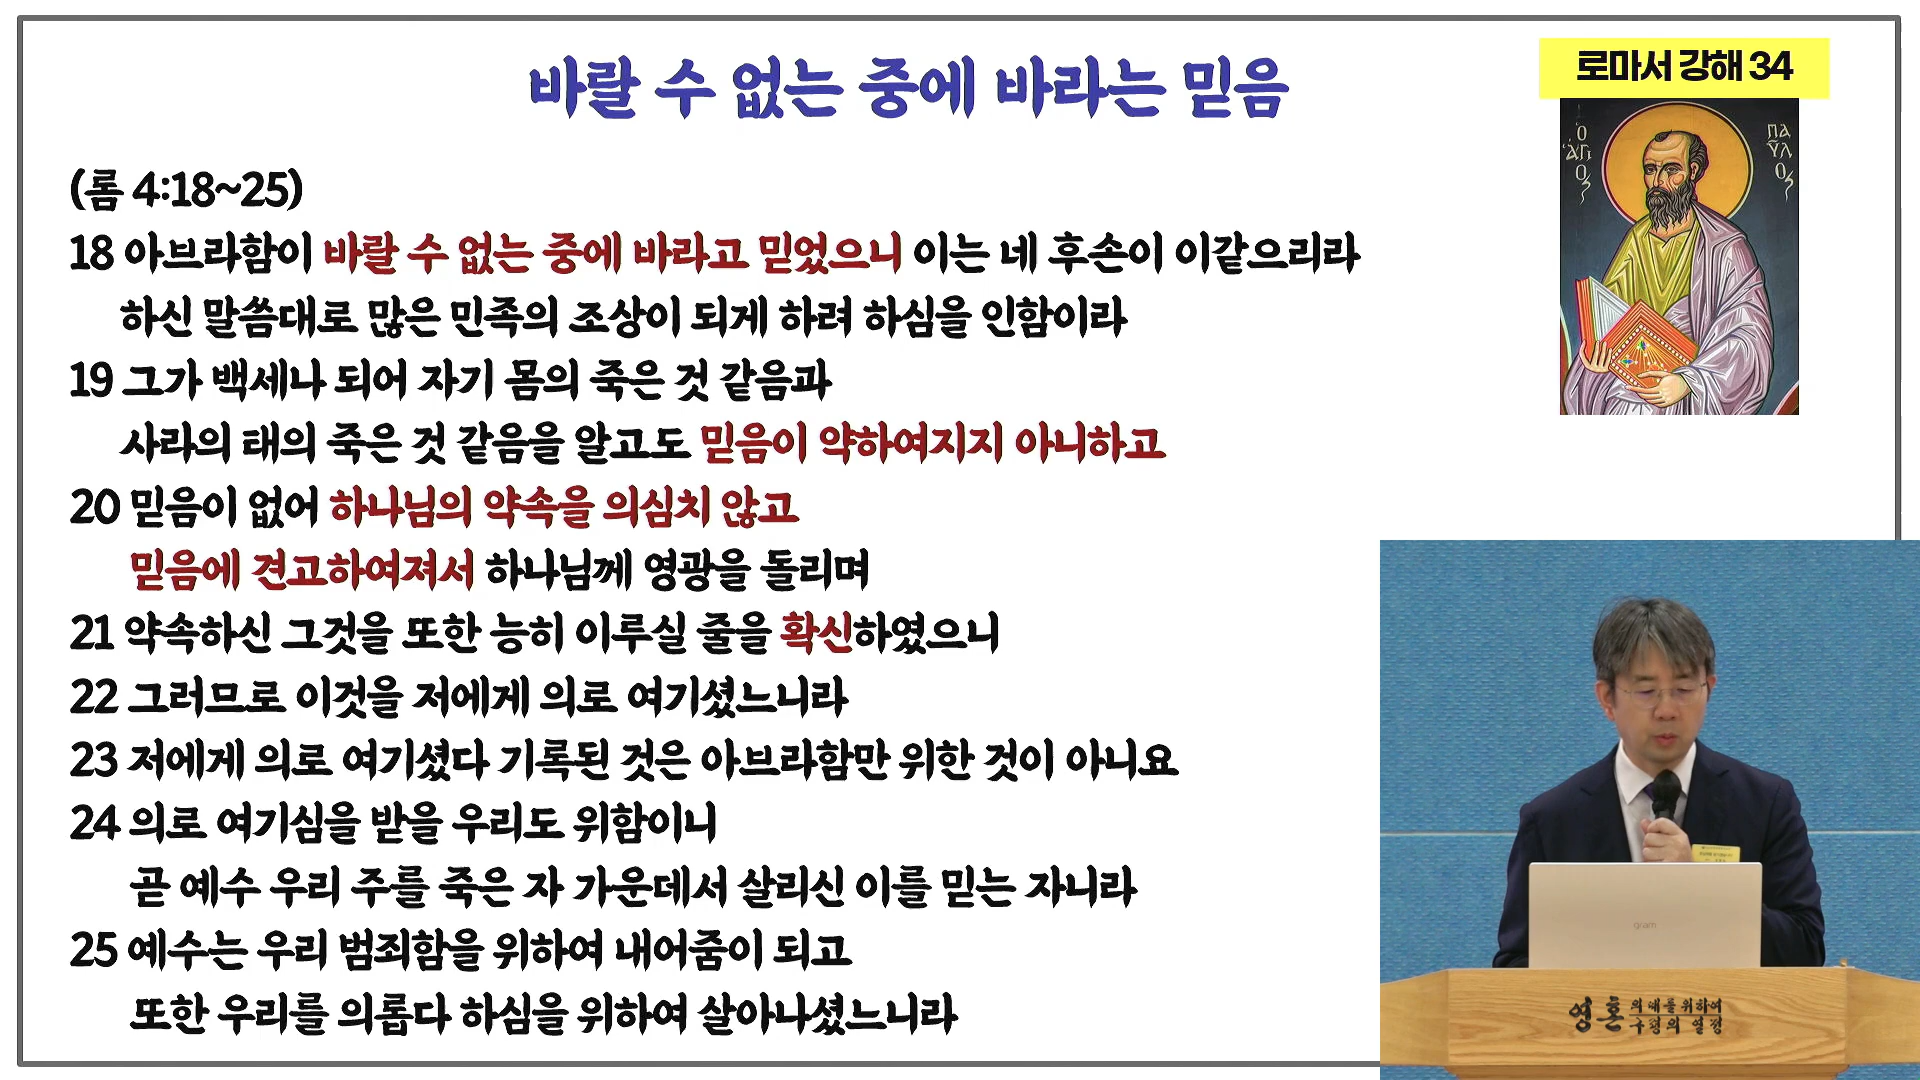 바랄 수 없는 중에 바라는 믿음
로마서 강해 34
Ο ΑΓΙΟΣ
ΠΑΥΛΟΣ
(롬 4:18~25)
18 아브라함이 바랄 수 없는 중에 바라고 믿었으니 이는 네 후손이 이같으리라
하신 말씀대로 많은 민족의 조상이 되게 하려 하심을 인함이라
19 그가 백세나 되어 자기 몸의 죽은 것 같음과
사라의 태의 죽은 것 같음을 알고도 믿음이 약하여지지 아니하고
20 믿음이 없어 하나님의 약속을 의심치 않고
믿음에 견고하여져서 하나님께 영광을 돌리며
21 약속하신 그것을 또한 능히 이루실 줄을 확신하였으니
22 그러므로 이것을 저에게 의로 여기셨느니라
23 저에게 의로 여기셨다 기록된 것은 아브라함만 위한 것이 아니요
24 의로 여기심을 받을 우리도 위함이니
곧 예수 우리 주를 죽은 자 가운데서 살리신 이를 믿는 자니라
25 예수는 우리 범죄함을 위하여 내어줌이 되고
또한 우리를 의롭다 하심을 위하여 살아나셨느니라
gram
영혼
위하여